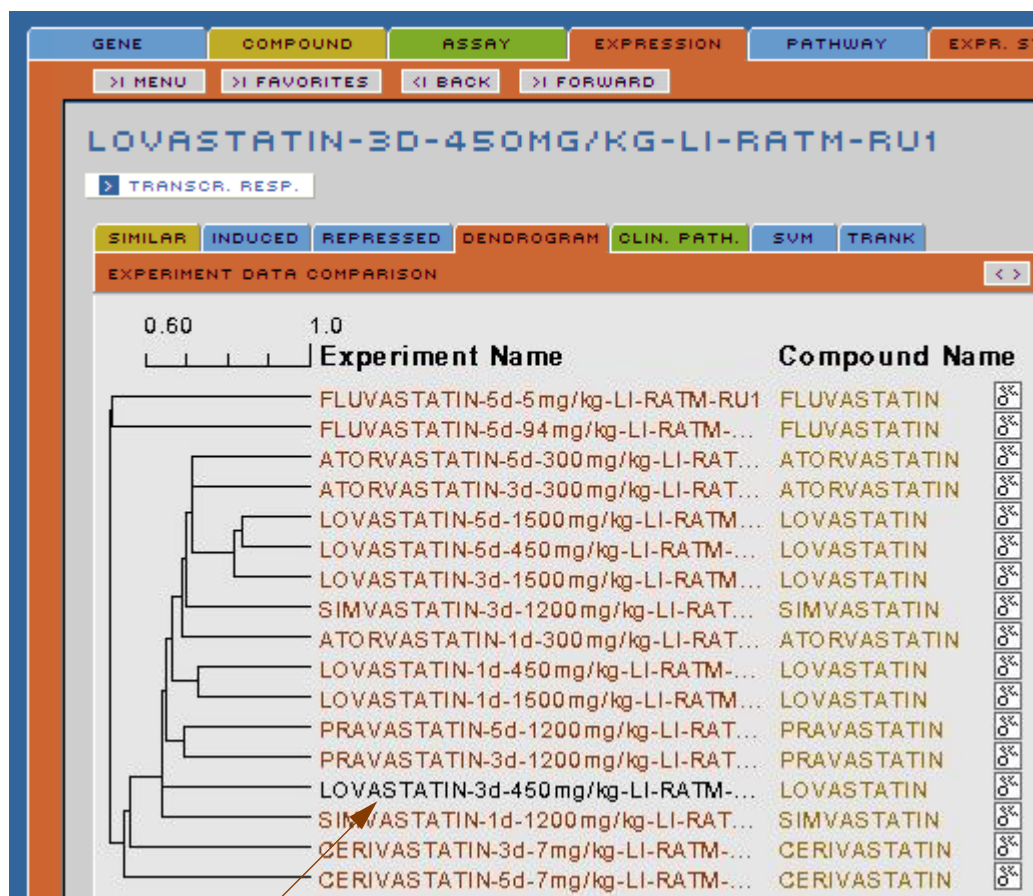 GENE COMPOUND ASSAY EXPRESSION PATHWAY EXPR. S
>| MENU >| FAVORITES <| BACK >| FORWARD
LOVASTATIN-3D-450MG/KG-LI-RATM-RU1
> TRANSCR. RESP.
SIMILAR INDUCED REPRESSED DENDROGRAM CLIN. PATH. SVM TRANK
EXPERIMENT DATA COMPARISON < >
0.60 1.0
Experiment Name Compound Name
FLUVASTATIN-5d-5mg/kg-LI-RATM-RU1 FLUVASTATIN
FLUVASTATIN-5d-94mg/kg-LI-RATM-... FLUVASTATIN
ATORVASTATIN-5d-300mg/kg-LI-RAT... ATORVASTATIN
ATORVASTATIN-3d-300mg/kg-LI-RAT... ATORVASTATIN
LOVASTATIN-5d-1500mg/kg-LI-RATM... LOVASTATIN
LOVASTATIN-5d-450mg/kg-LI-RATM-... LOVASTATIN
LOVASTATIN-3d-1500mg/kg-LI-RATM... LOVASTATIN
SIMVASTATIN-3d-1200mg/kg-LI-RAT... SIMVASTATIN
ATORVASTATIN-1d-300mg/kg-LI-RAT... ATORVASTATIN
LOVASTATIN-1d-450mg/kg-LI-RATM-... LOVASTATIN
LOVASTATIN-1d-1500mg/kg-LI-RATM... LOVASTATIN
PRAVASTATIN-5d-1200mg/kg-LI-RAT... PRAVASTATIN
PRAVASTATIN-3d-1200mg/kg-LI-RAT... PRAVASTATIN
LOVASTATIN-3d-450mg/kg-LI-RATM-... LOVASTATIN
SIMVASTATIN-1d-1200mg/kg-LI-RAT... SIMVASTATIN
CERIVASTATIN-3d-7mg/kg-LI-RATM-... CERIVASTATIN
CERIVASTATIN-5d-7mg/kg-LI-RATM-... CERIVASTATIN